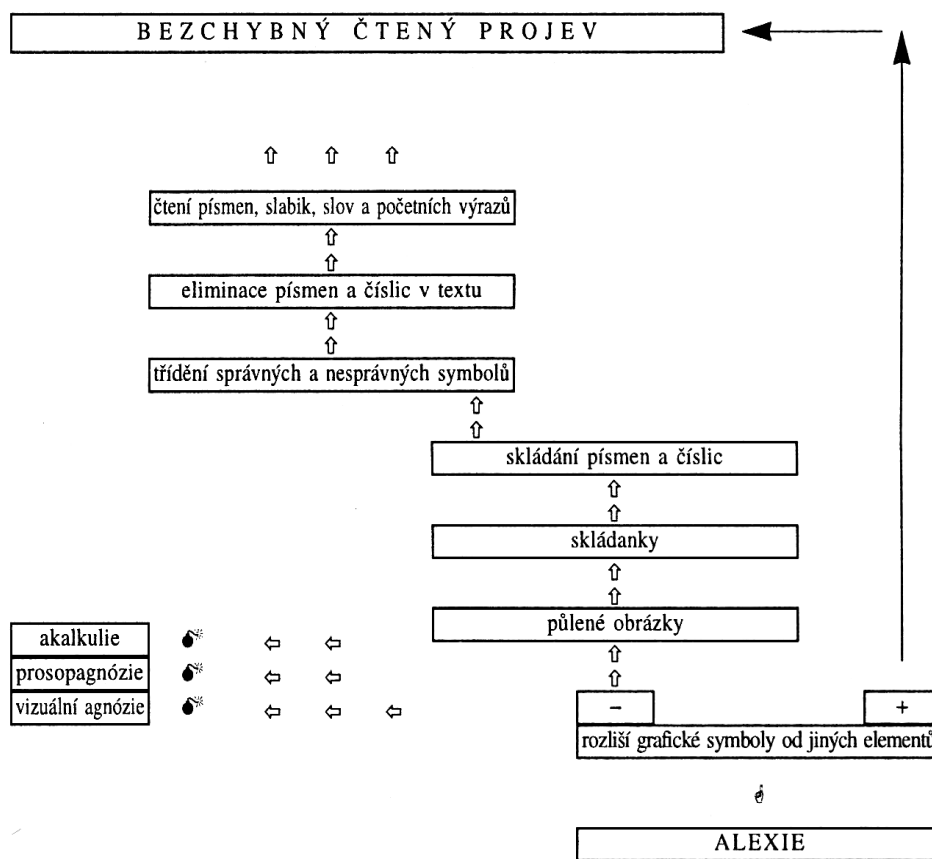 BEZCHYBNÝ ČTENÝ PROJEV
čtení písmen, slabik, slov a početních výrazů
eliminace písmen a číslic v textu
třídění správných a nesprávných symbolů
skládání písmen a číslic
skládanky
půlené obrázky
akalkulie
prosopagnózie
vizuální agnózie
− +
rozliší grafické symboly od jiných elementů
ALEXIE